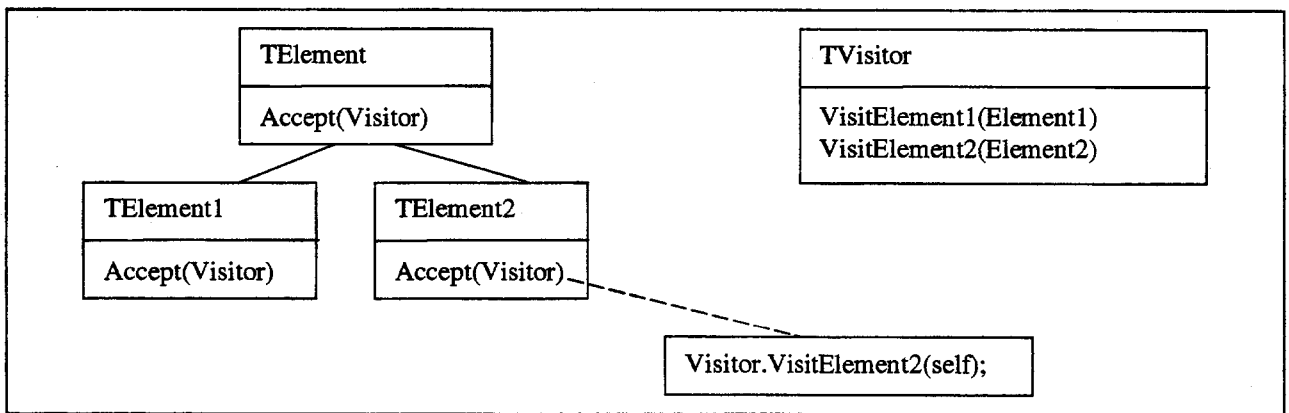 TElement
Accept(Visitor)
TVisitor
VisitElement1(Element1)
VisitElement2(Element2)
TElement1
Accept(Visitor)
TElement2
Accept(Visitor)
Visitor.VisitElement2(self);